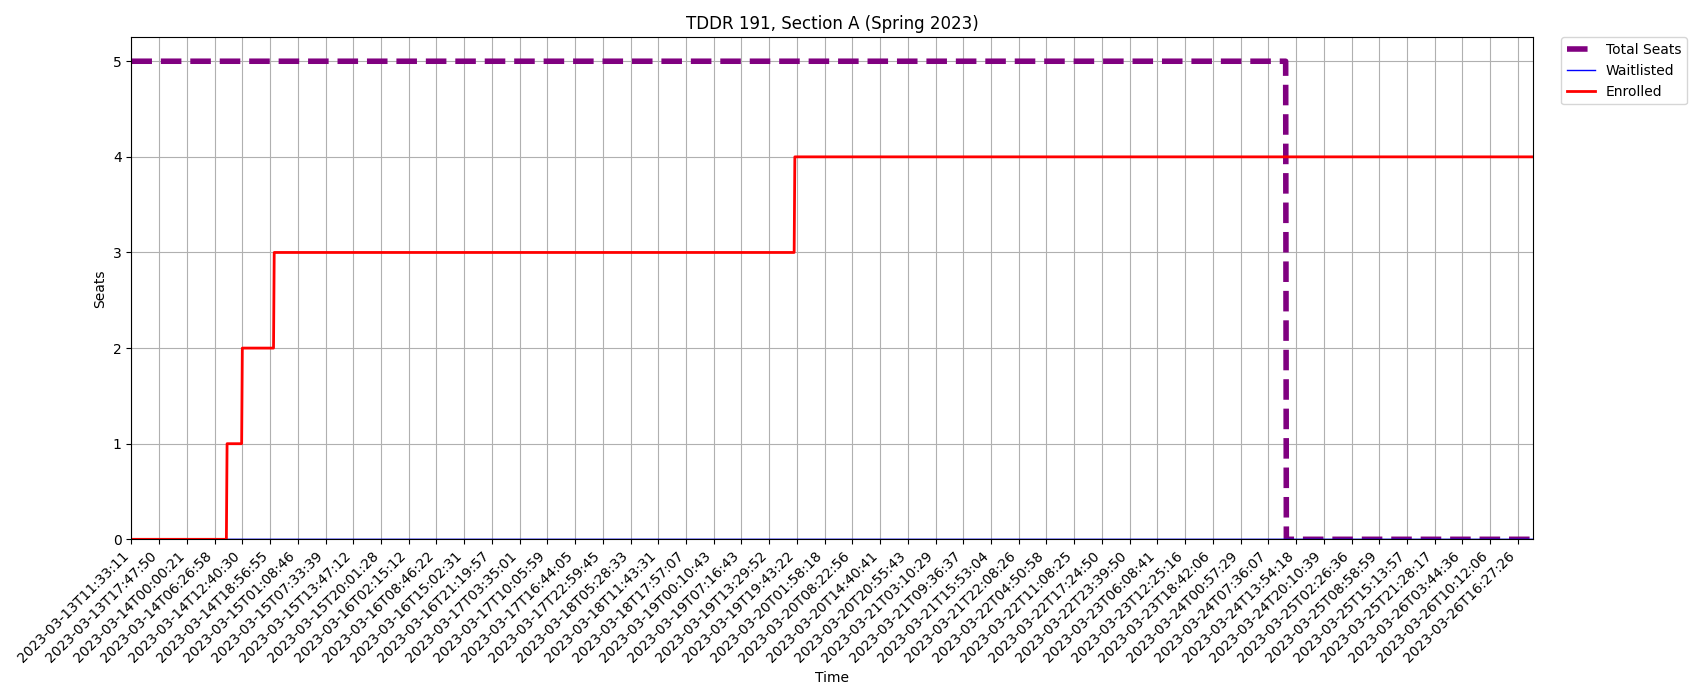 TDDR 191, Section A (Spring 2023)
Total Seats
Waitlisted
Enrolled
5
4
3
2
1
0
Seats
2023-03-13T11:33:11
2023-03-13T17:47:50
2023-03-14T00:00:21
2023-03-14T06:26:58
2023-03-14T12:40:30
2023-03-14T18:56:55
2023-03-15T01:08:46
2023-03-15T07:33:39
2023-03-15T13:47:12
2023-03-15T20:01:28
2023-03-16T02:15:12
2023-03-16T08:46:22
2023-03-16T15:02:31
2023-03-16T21:19:57
2023-03-17T03:35:01
2023-03-17T10:05:59
2023-03-17T16:44:05
2023-03-17T22:59:45
2023-03-18T05:28:33
2023-03-18T11:43:31
2023-03-18T17:57:07
2023-03-19T00:10:43
2023-03-19T07:16:43
2023-03-19T13:29:52
2023-03-19T19:43:22
2023-03-20T01:58:18
2023-03-20T08:22:56
2023-03-20T14:40:41
2023-03-20T20:55:43
2023-03-21T03:10:29
2023-03-21T09:36:37
2023-03-21T15:53:04
2023-03-21T22:08:26
2023-03-22T04:50:58
2023-03-22T11:08:25
2023-03-22T17:24:50
2023-03-22T23:39:50
2023-03-23T06:08:41
2023-03-23T12:25:16
2023-03-23T18:42:06
2023-03-24T00:57:29
2023-03-24T07:36:07
2023-03-24T13:54:18
2023-03-24T20:10:39
2023-03-25T02:26:36
2023-03-25T08:58:59
2023-03-25T15:13:57
2023-03-25T21:28:17
2023-03-26T03:44:36
2023-03-26T10:12:06
2023-03-26T16:27:26
Time